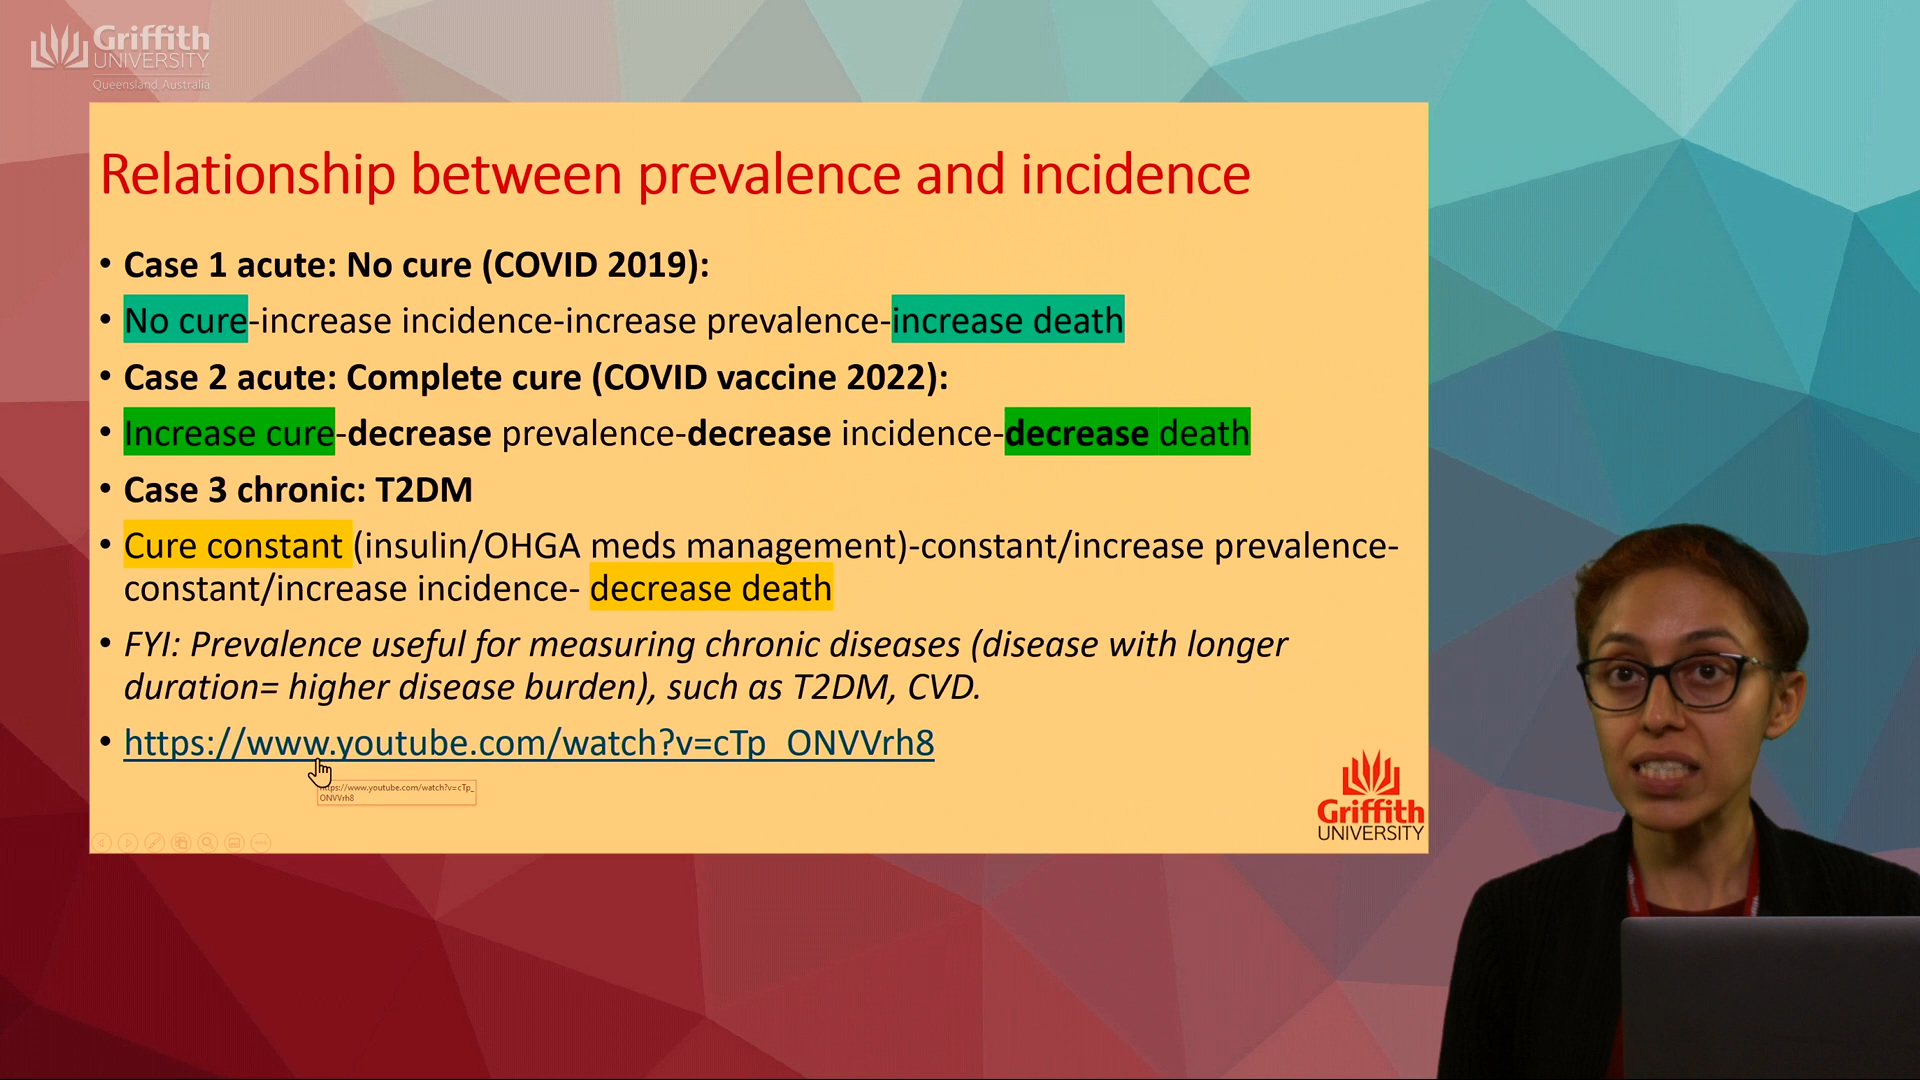 Griffith
UNIVERSITY
Queensland Australia
Relationship between prevalence and incidence
• Case 1 acute: No cure (COVID 2019):
• No cure-increase incidence-increase prevalence-increase death
• Case 2 acute: Complete cure (COVID vaccine 2022):
• Increase cure-decrease prevalence-decrease incidence-decrease death
• Case 3 chronic: T2DM
• Cure constant (insulin/OHGA meds management)-constant/increase prevalence-
constant/increase incidence- decrease death
• FYI: Prevalence useful for measuring chronic diseases (disease with longer
duration= higher disease burden), such as T2DM, CVD.
• https://www.youtube.com/watch?v=cTp_ONVVrh8
https://www.youtube.com/watch?v=cTp_
ONVVrh8
Griffith
UNIVERSITY